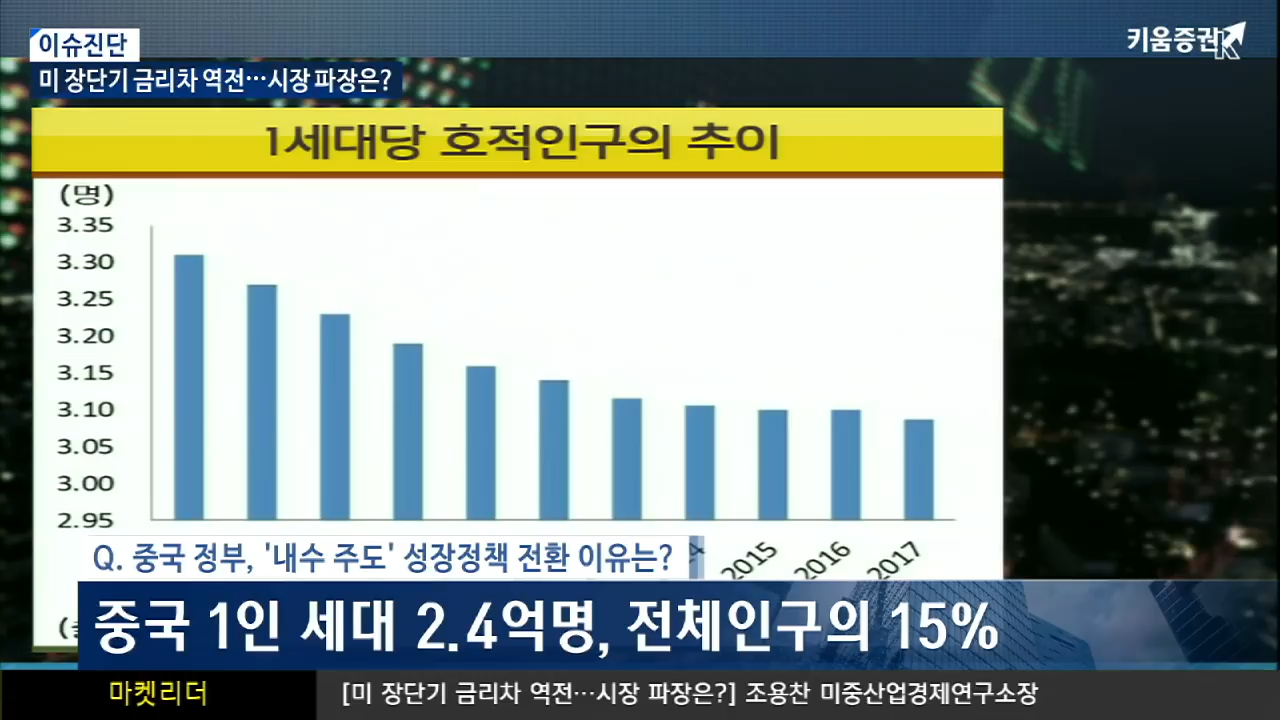 이슈진단
키움증권
미 장단기 금리차 역전…시장 파장은?
1세대당 호적인구의 추이
(명)
3.35
3.30
3.25
3.20
3.15
3.10
3.05
3.00
2.95
2015
2016
2017
Q. 중국 정부, '내수 주도' 성장정책 전환 이유는?
중국 1인 세대 2.4억명, 전체인구의 15%
마켓리더
[미 장단기 금리차 역전…시장 파장은?] 조용찬 미중산업경제연구소장